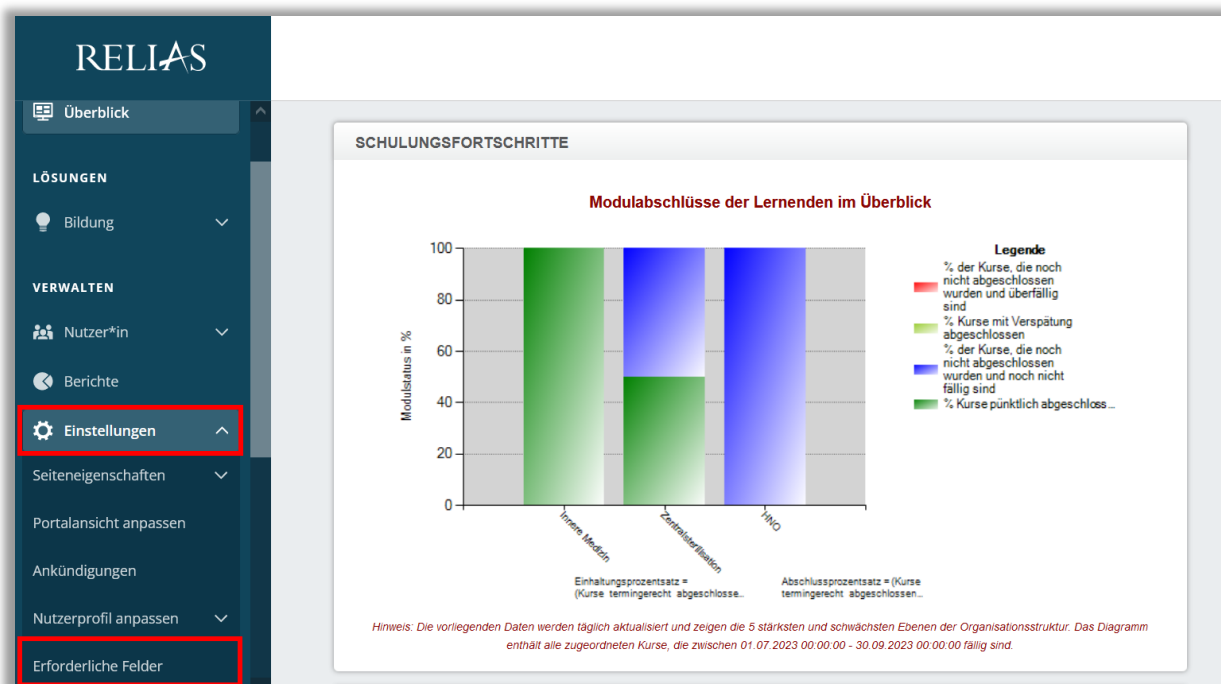 RELIAS
Überblick
LÖSUNGEN
Bildung
VERWALTEN
Nutzer*in
Berichte
Einstellungen
Seiteneigenschaften
Portalansicht anpassen
Ankündigungen
Nutzerprofil anpassen
Erforderliche Felder
SCHULUNGSFORTSCHRITTE
Modulabschlüsse der Lernenden im Überblick
Modulstatus in %
100
80
60
40
20
0
Innere Medizin
Zentralsterilisation
HNO
Legende
% der Kurse, die noch
nicht abgeschlossen
wurden und überfällig
sind
% Kurse mit Verspätung
abgeschlossen
% der Kurse, die noch
nicht abgeschlossen
wurden und noch nicht
fällig sind
% Kurse pünktlich abgeschloss...
Einhaltungsprozentsatz =
(Kurse termingerecht abgeschlosse..
Abschlussprozentsatz = (Kurse
termingerecht abgeschlossen...
Hinweis: Die vorliegenden Daten werden täglich aktualisiert und zeigen die 5 stärksten und schwächsten Ebenen der Organisationsstruktur. Das Diagramm
enthält alle zugeordneten Kurse, die zwischen 01.07.2023 00:00:00 - 30.09.2023 00:00:00 fällig sind.